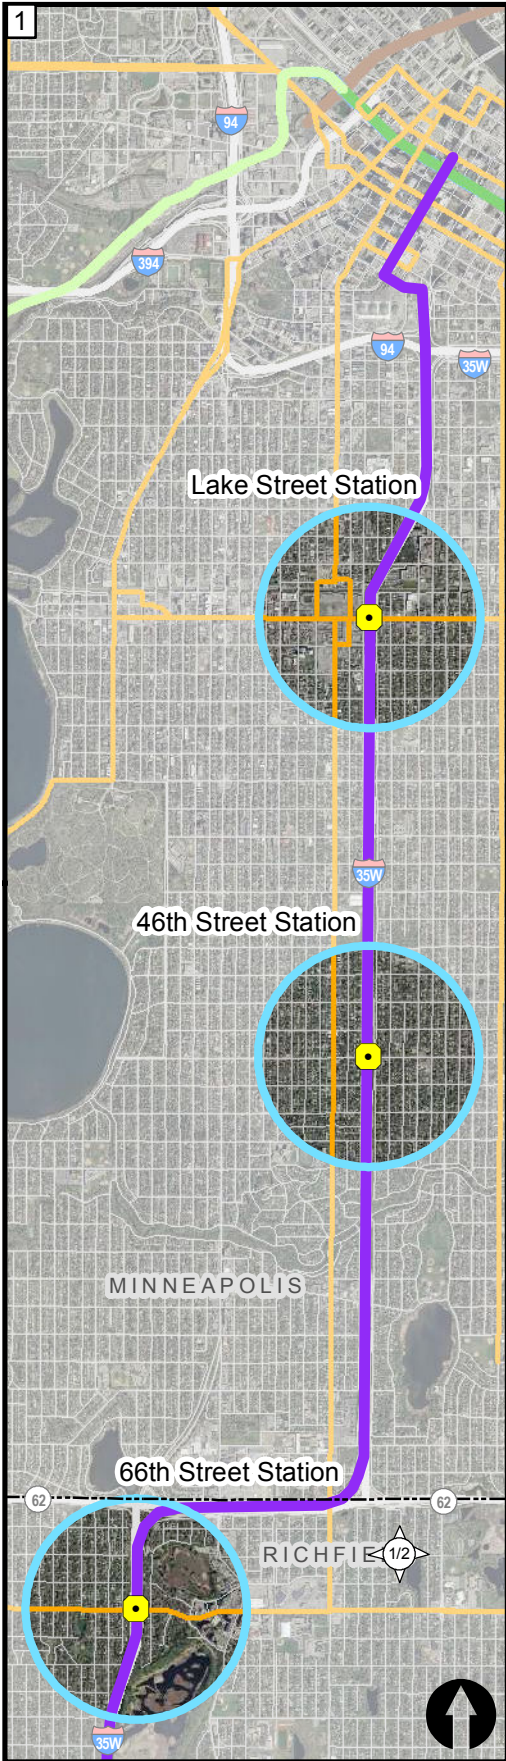 1
94
394
94
35W
Lake Street Station
35W
46th Street Station
MINNEAPOLIS
66th Street Station
62
62
RICHFIE
1/2
35W